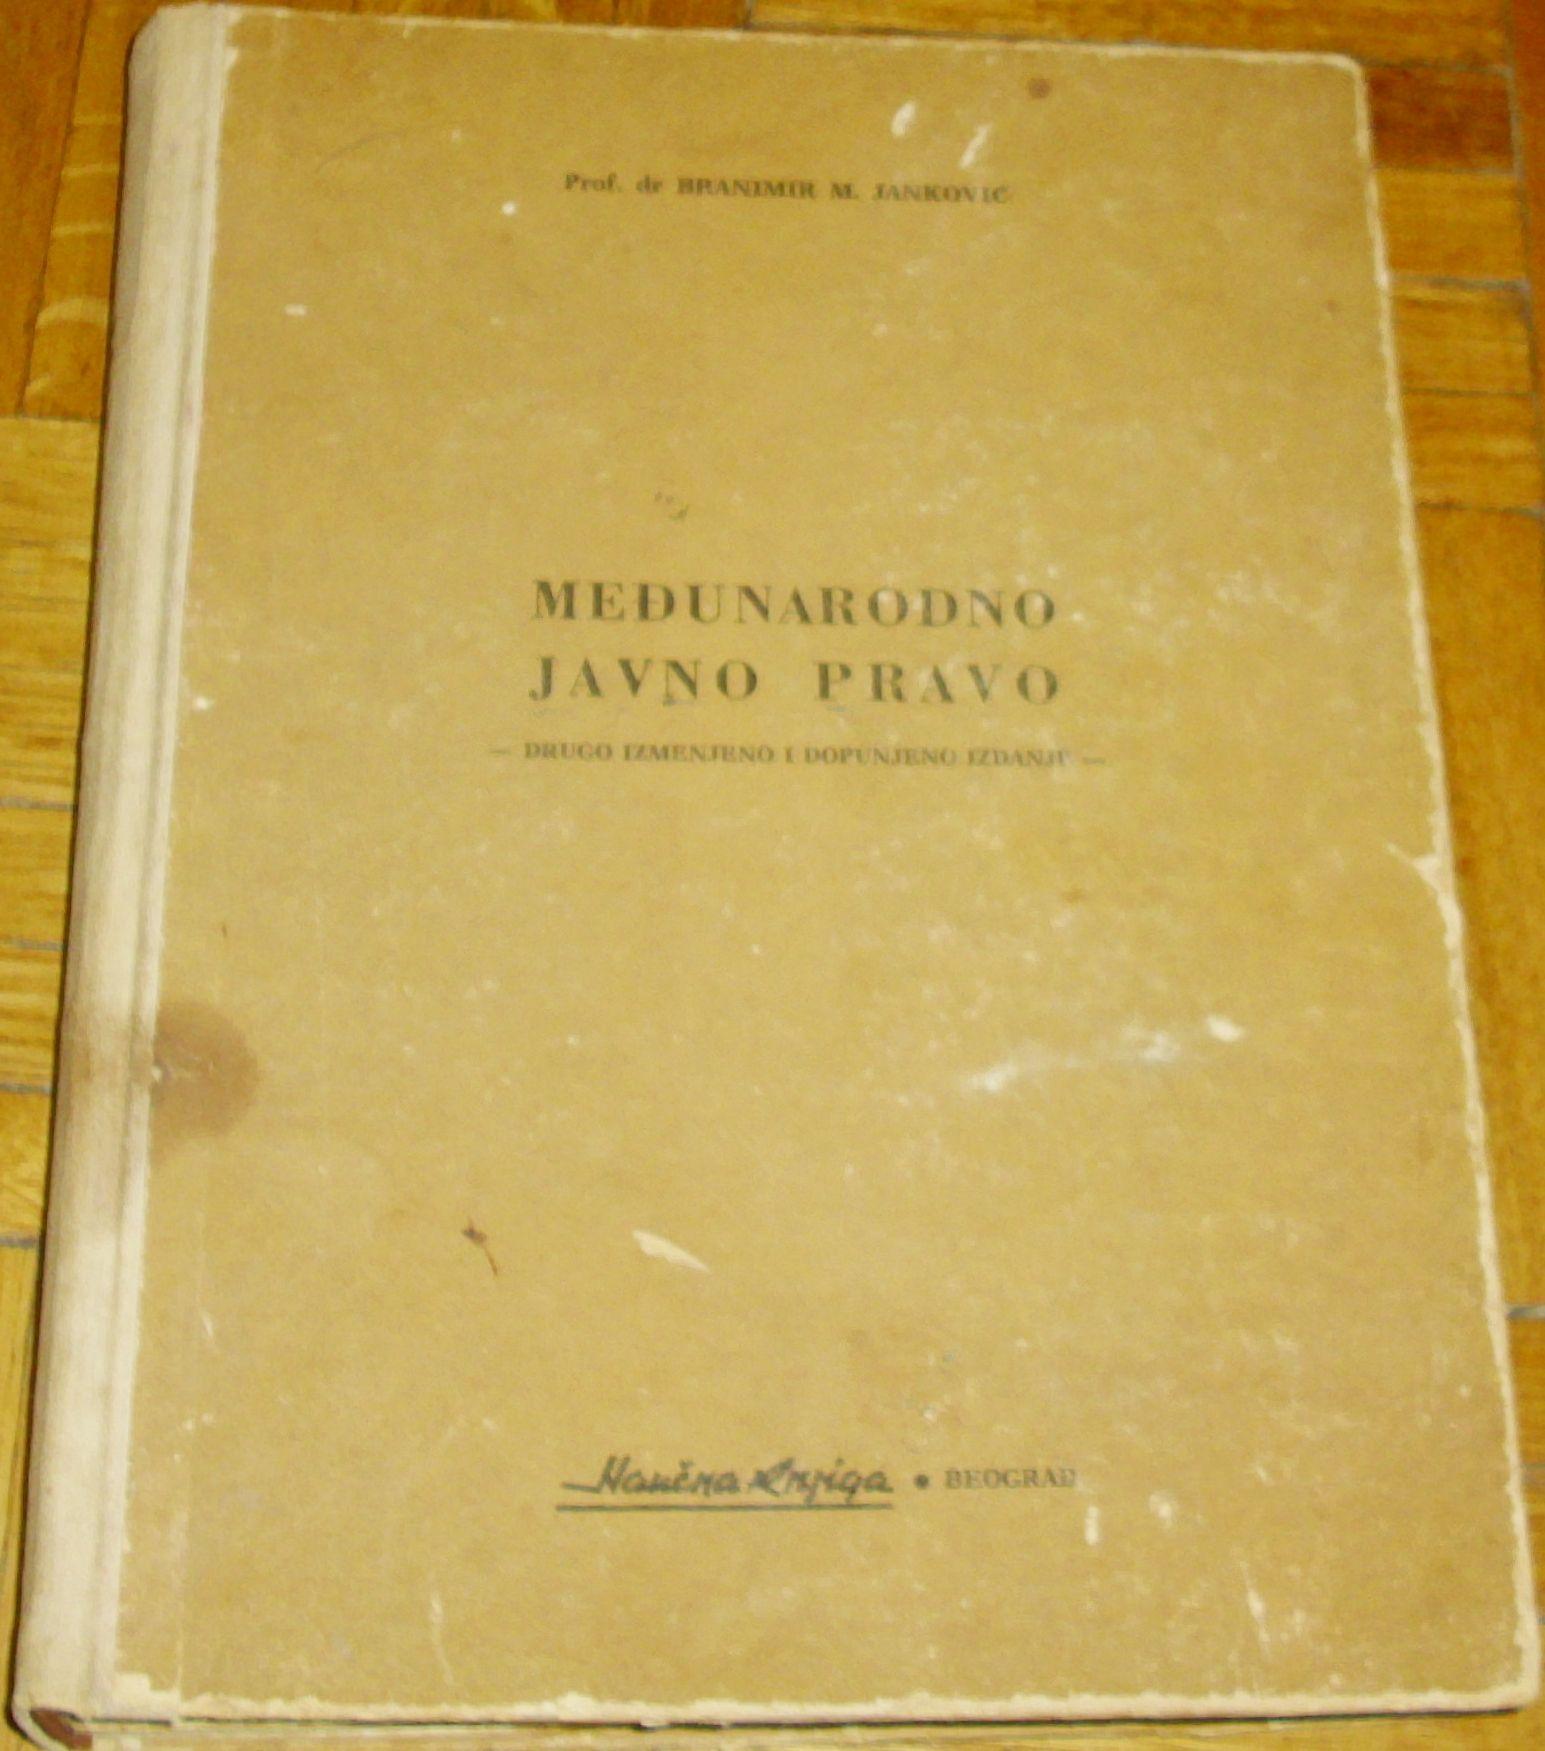 Prof. dr BRANIMIR M. JANKOVIĆ
MEĐUNARODNO
JAVNO PRAVO
— DRUGO IZMENJENO I DOPUNJENO IZDANJE —
Naučna knjiga • BEOGRAD